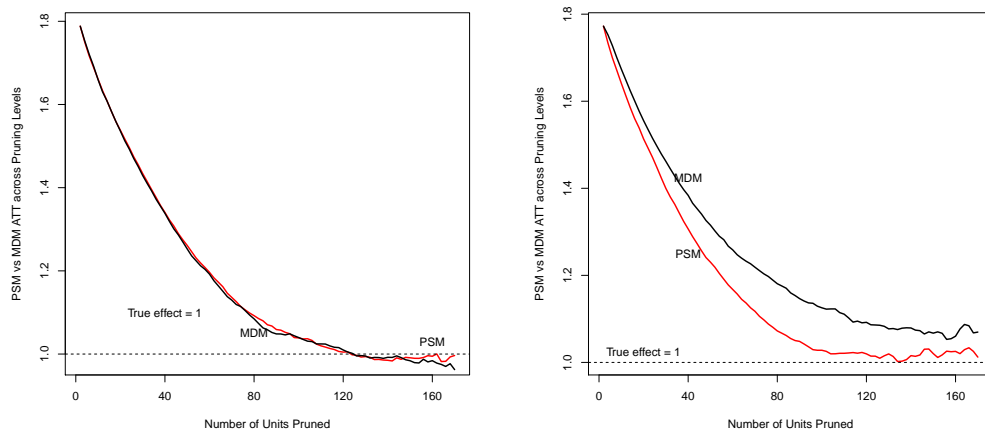 PSM vs MDM ATT across Pruning Levels
1.8
1.6
1.4
1.2
1.0
True effect = 1
MDM
PSM
0 40 80 120 160
Number of Units Pruned
PSM vs MDM ATT across Pruning Levels
1.8
1.6
1.4
1.2
1.0
MDM
PSM
True effect = 1
0 40 80 120 160
Number of Units Pruned